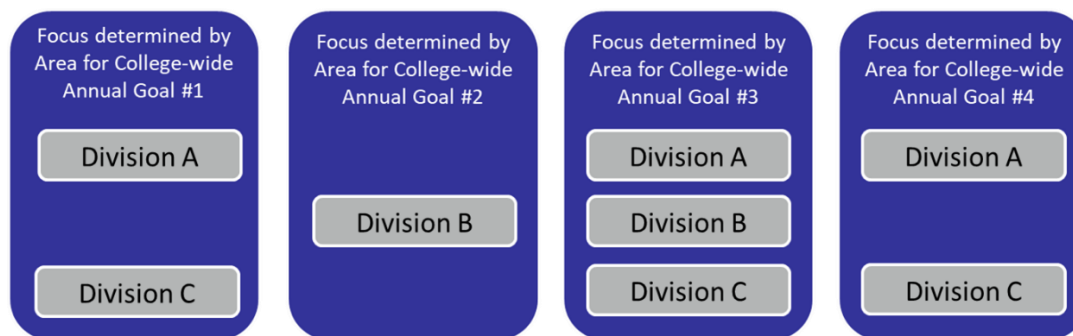 Focus determined by
Area for College-wide
Annual Goal #1
Division A
Division C
Focus determined by
Area for College-wide
Annual Goal #2
Division B
Focus determined by
Area for College-wide
Annual Goal #3
Division A
Division B
Division C
Focus determined by
Area for College-wide
Annual Goal #4
Division A
Division C